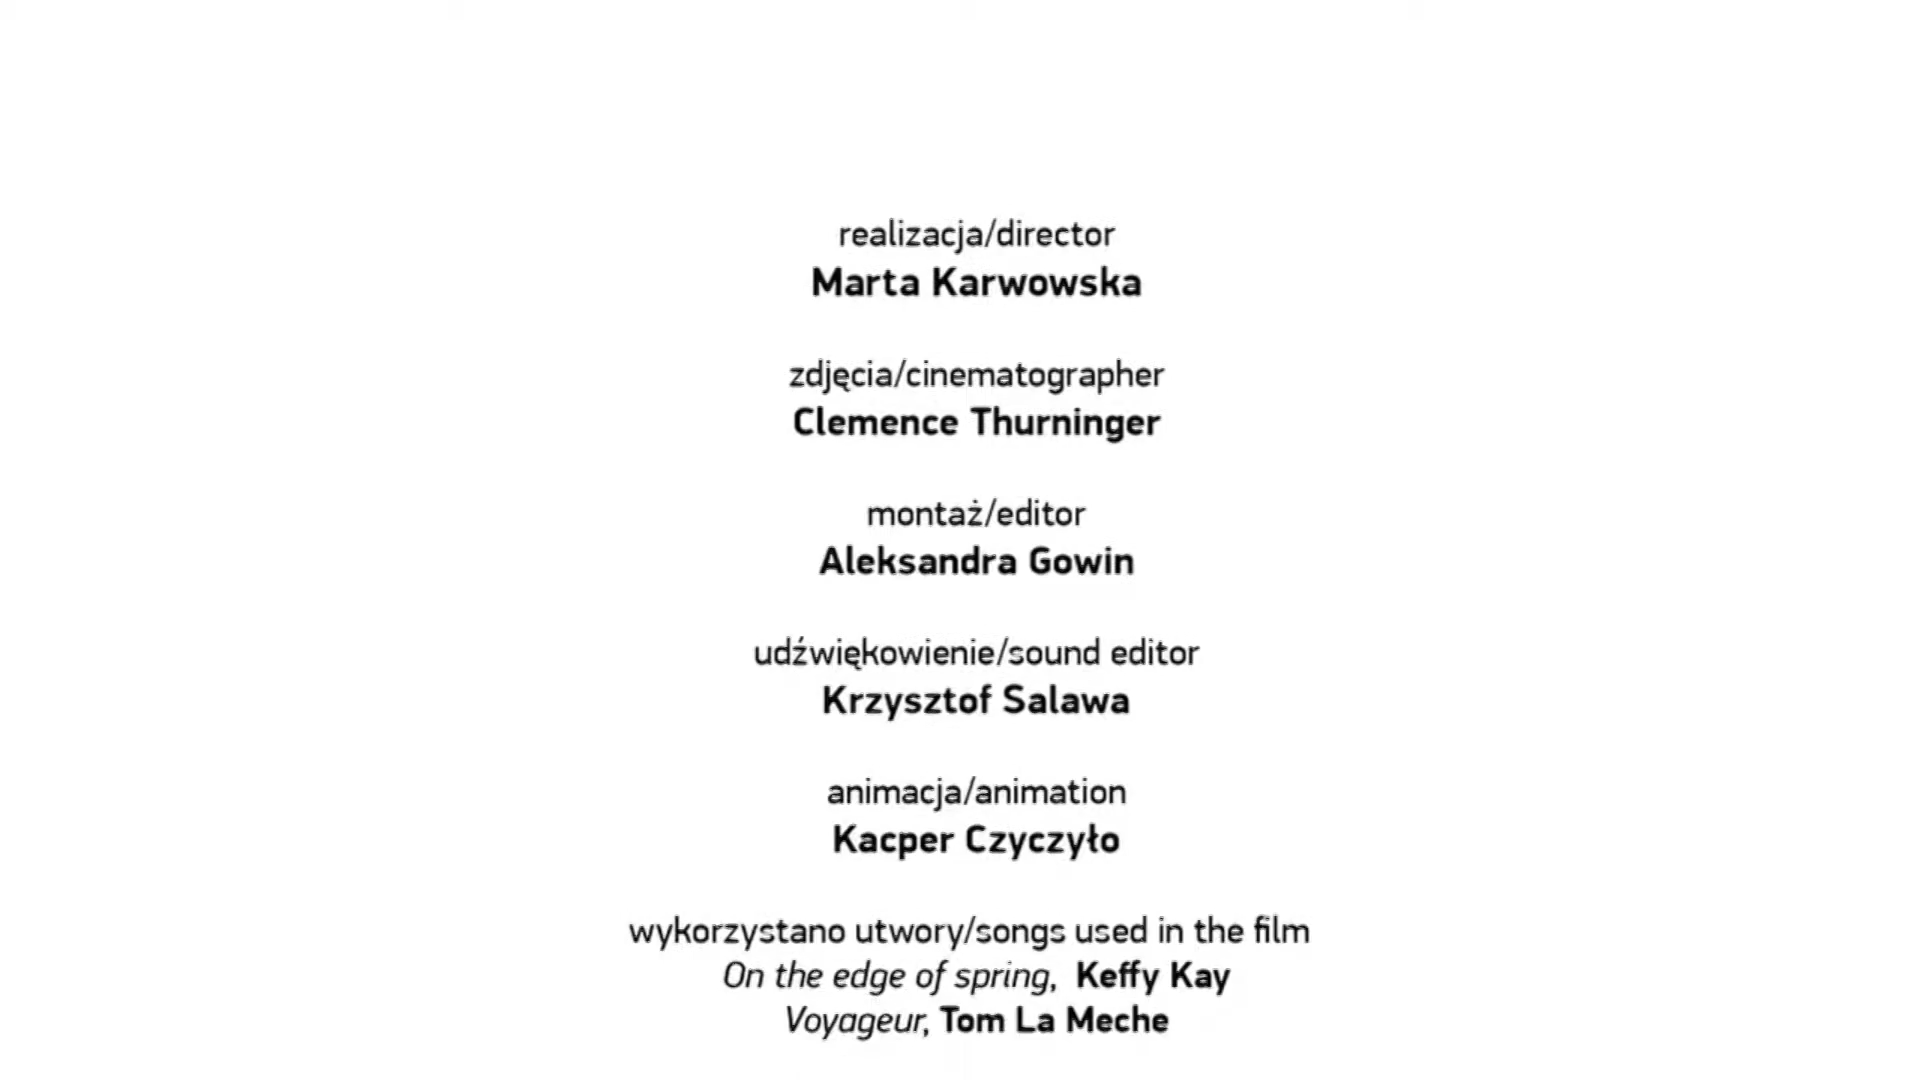 realizacja/director
Marta Karwowska
zdjęcia/cinematographer
Clemence Thurninger
montaż/editor
Aleksandra Gowin
udźwiękowienie/sound editor
Krzysztof Salawa
animacja/animation
Kacper Czyczyło
wykorzystano utwory/songs used in the film
On the edge of spring, Keffy Kay
Voyageur, Tom La Meche